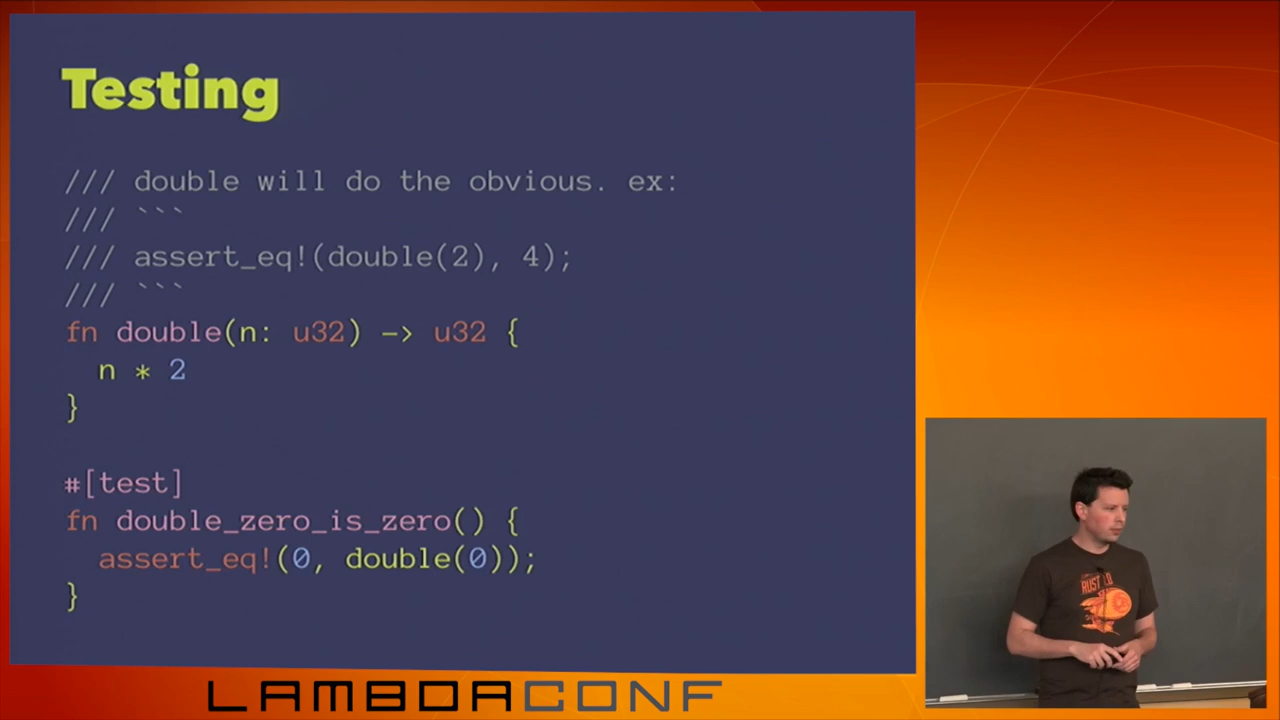 Testing
/// double will do the obvious. ex:
/// ```
/// assert_eq!(double(2), 4);
/// ```
fn double(n: u32) -> u32 {
  n * 2
}
#[test]
fn double_zero_is_zero() {
  assert_eq!(0, double(0));
}
RUST
LAMBDACONF